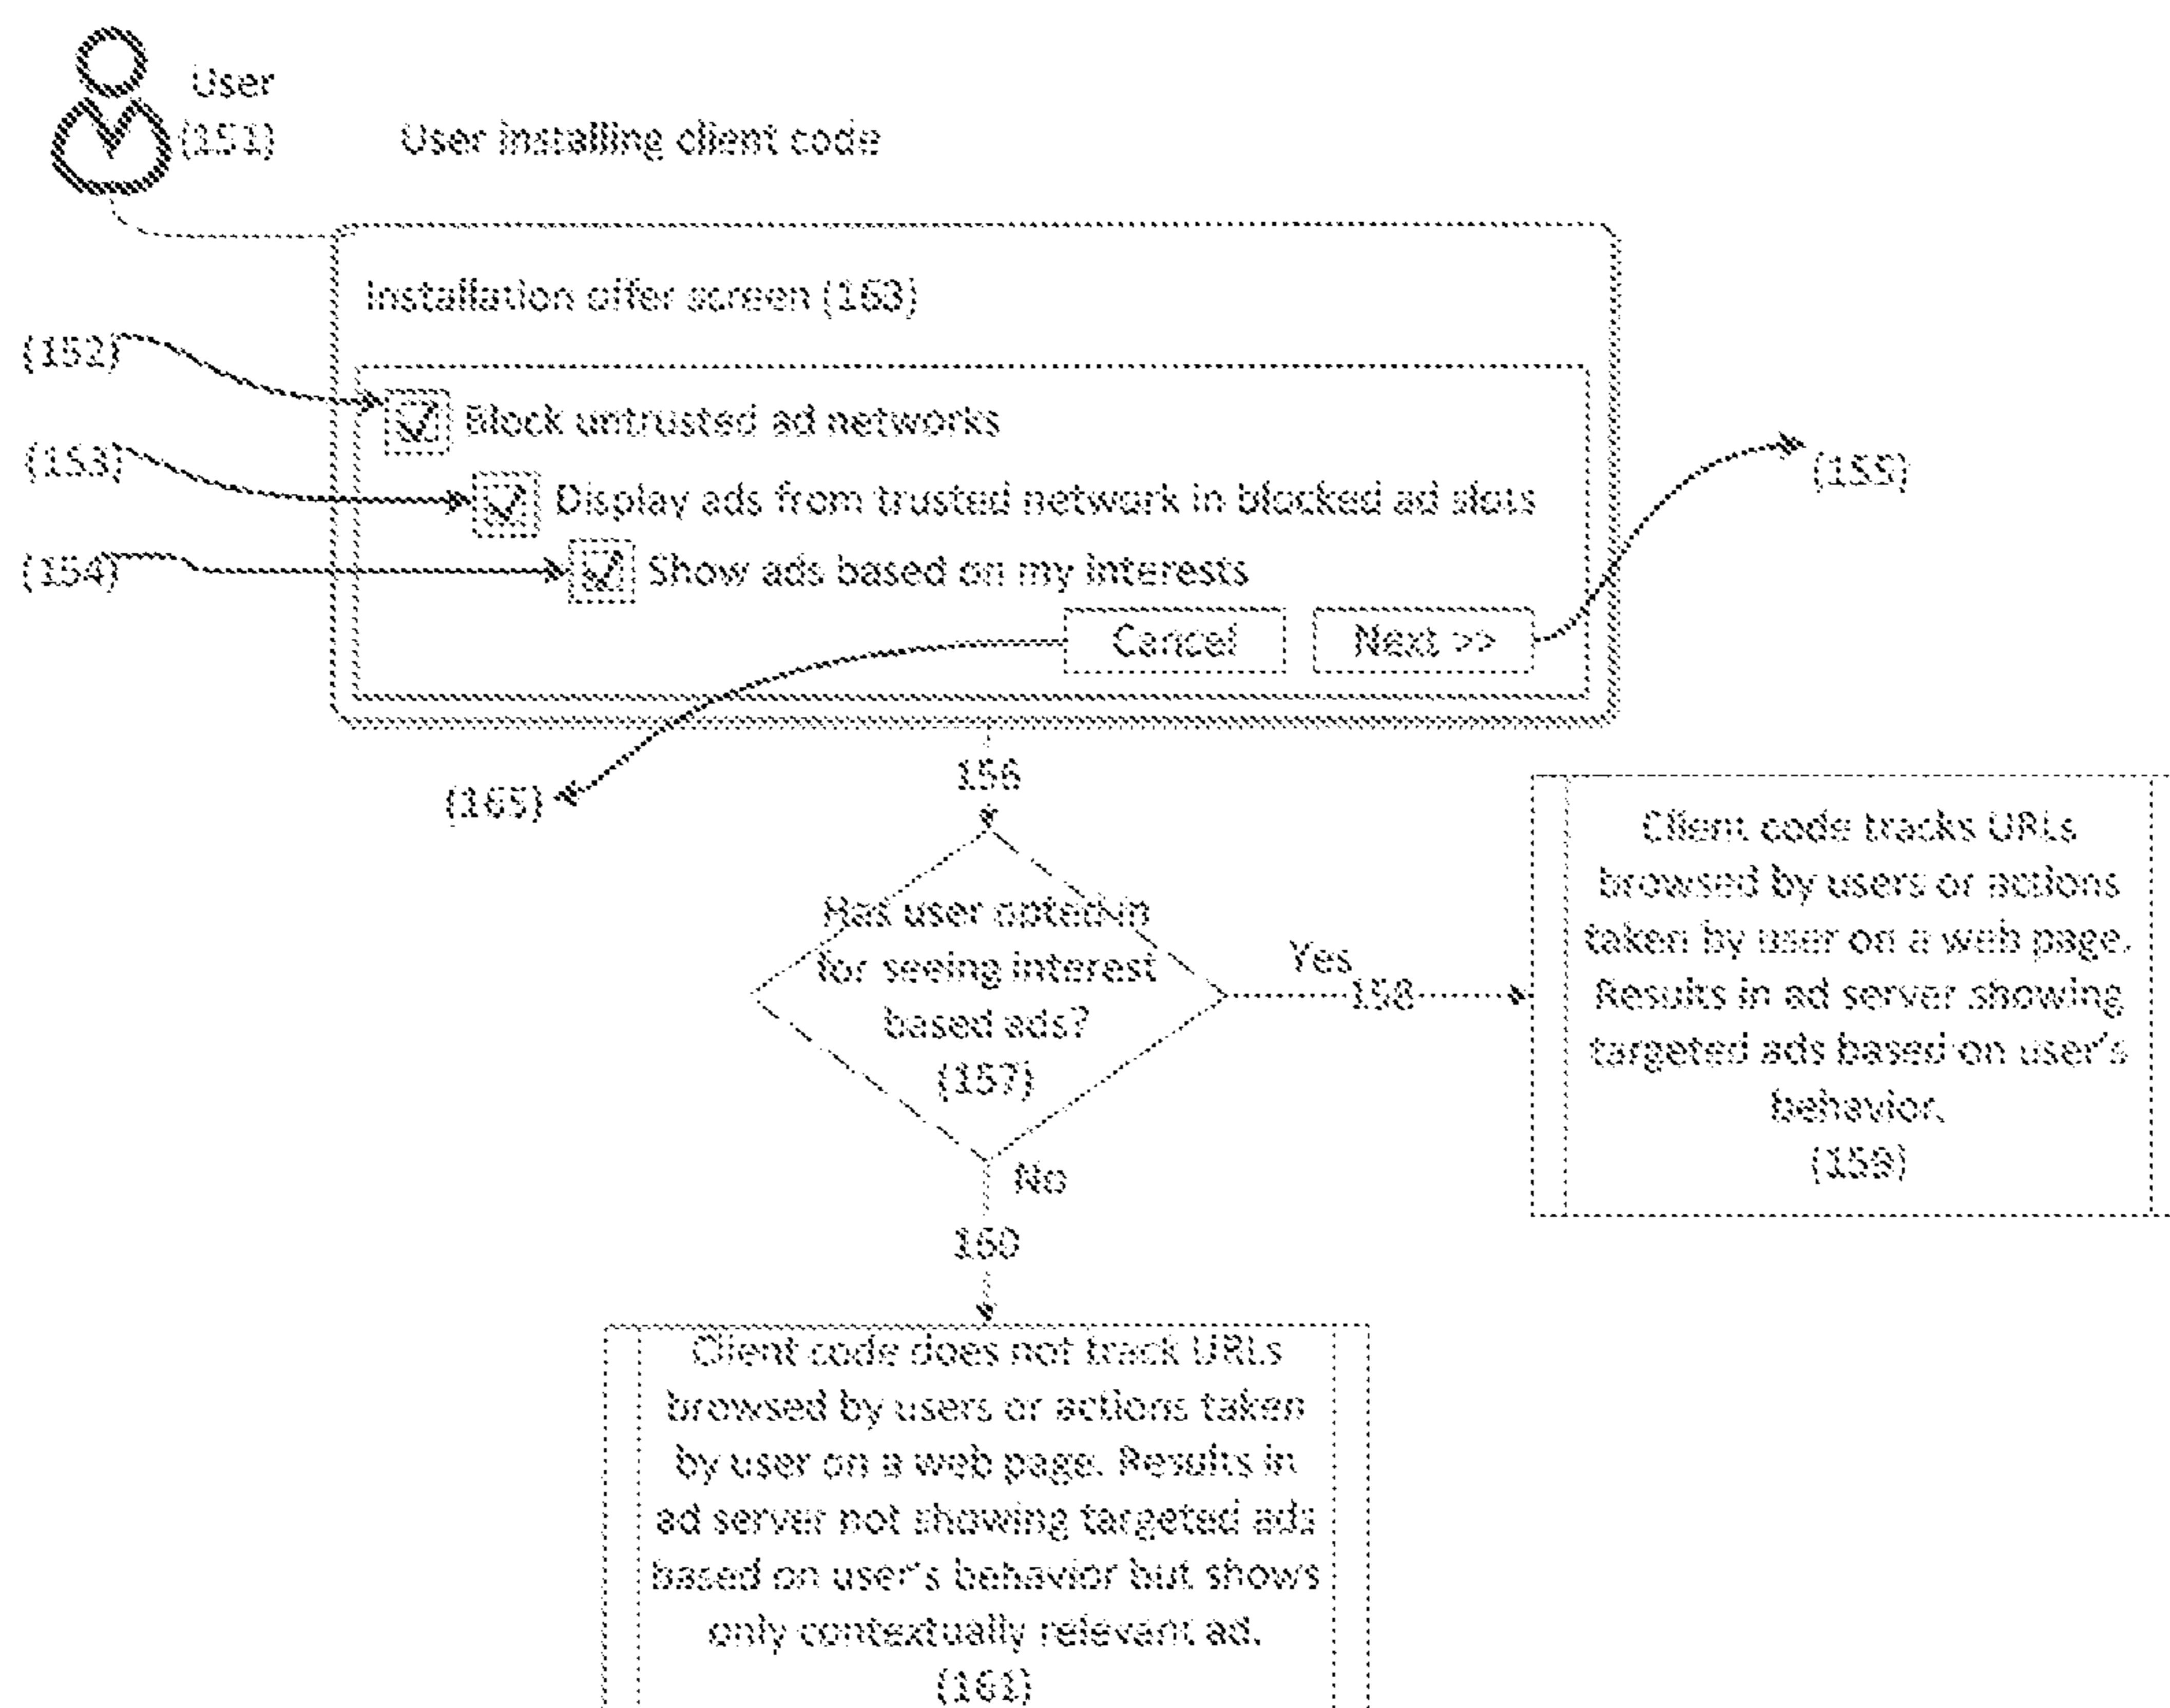 User
(151)
User installing client code
Installation offer screen (163)
(152)
Block untrusted ad networks
(153)
Display ads from trusted network in blocked ad slots
(155)
(154)
Show ads based on my interests
Cancel
Next >>
156
(165)
Has user opted-in
for seeing interest
based ads?
(157)
Yes
158
Client code tracks URLs
browsed by users or actions
taken by user on a web page.
Results in ad server showing
targeted ads based on user's
behavior.
(159)
No
160
Client code does not track URLs
browsed by users or actions taken
by user on a web page. Results in
ad server not showing targeted ads
based on user's behavior but shows
only contextually relevant ad.
(161)